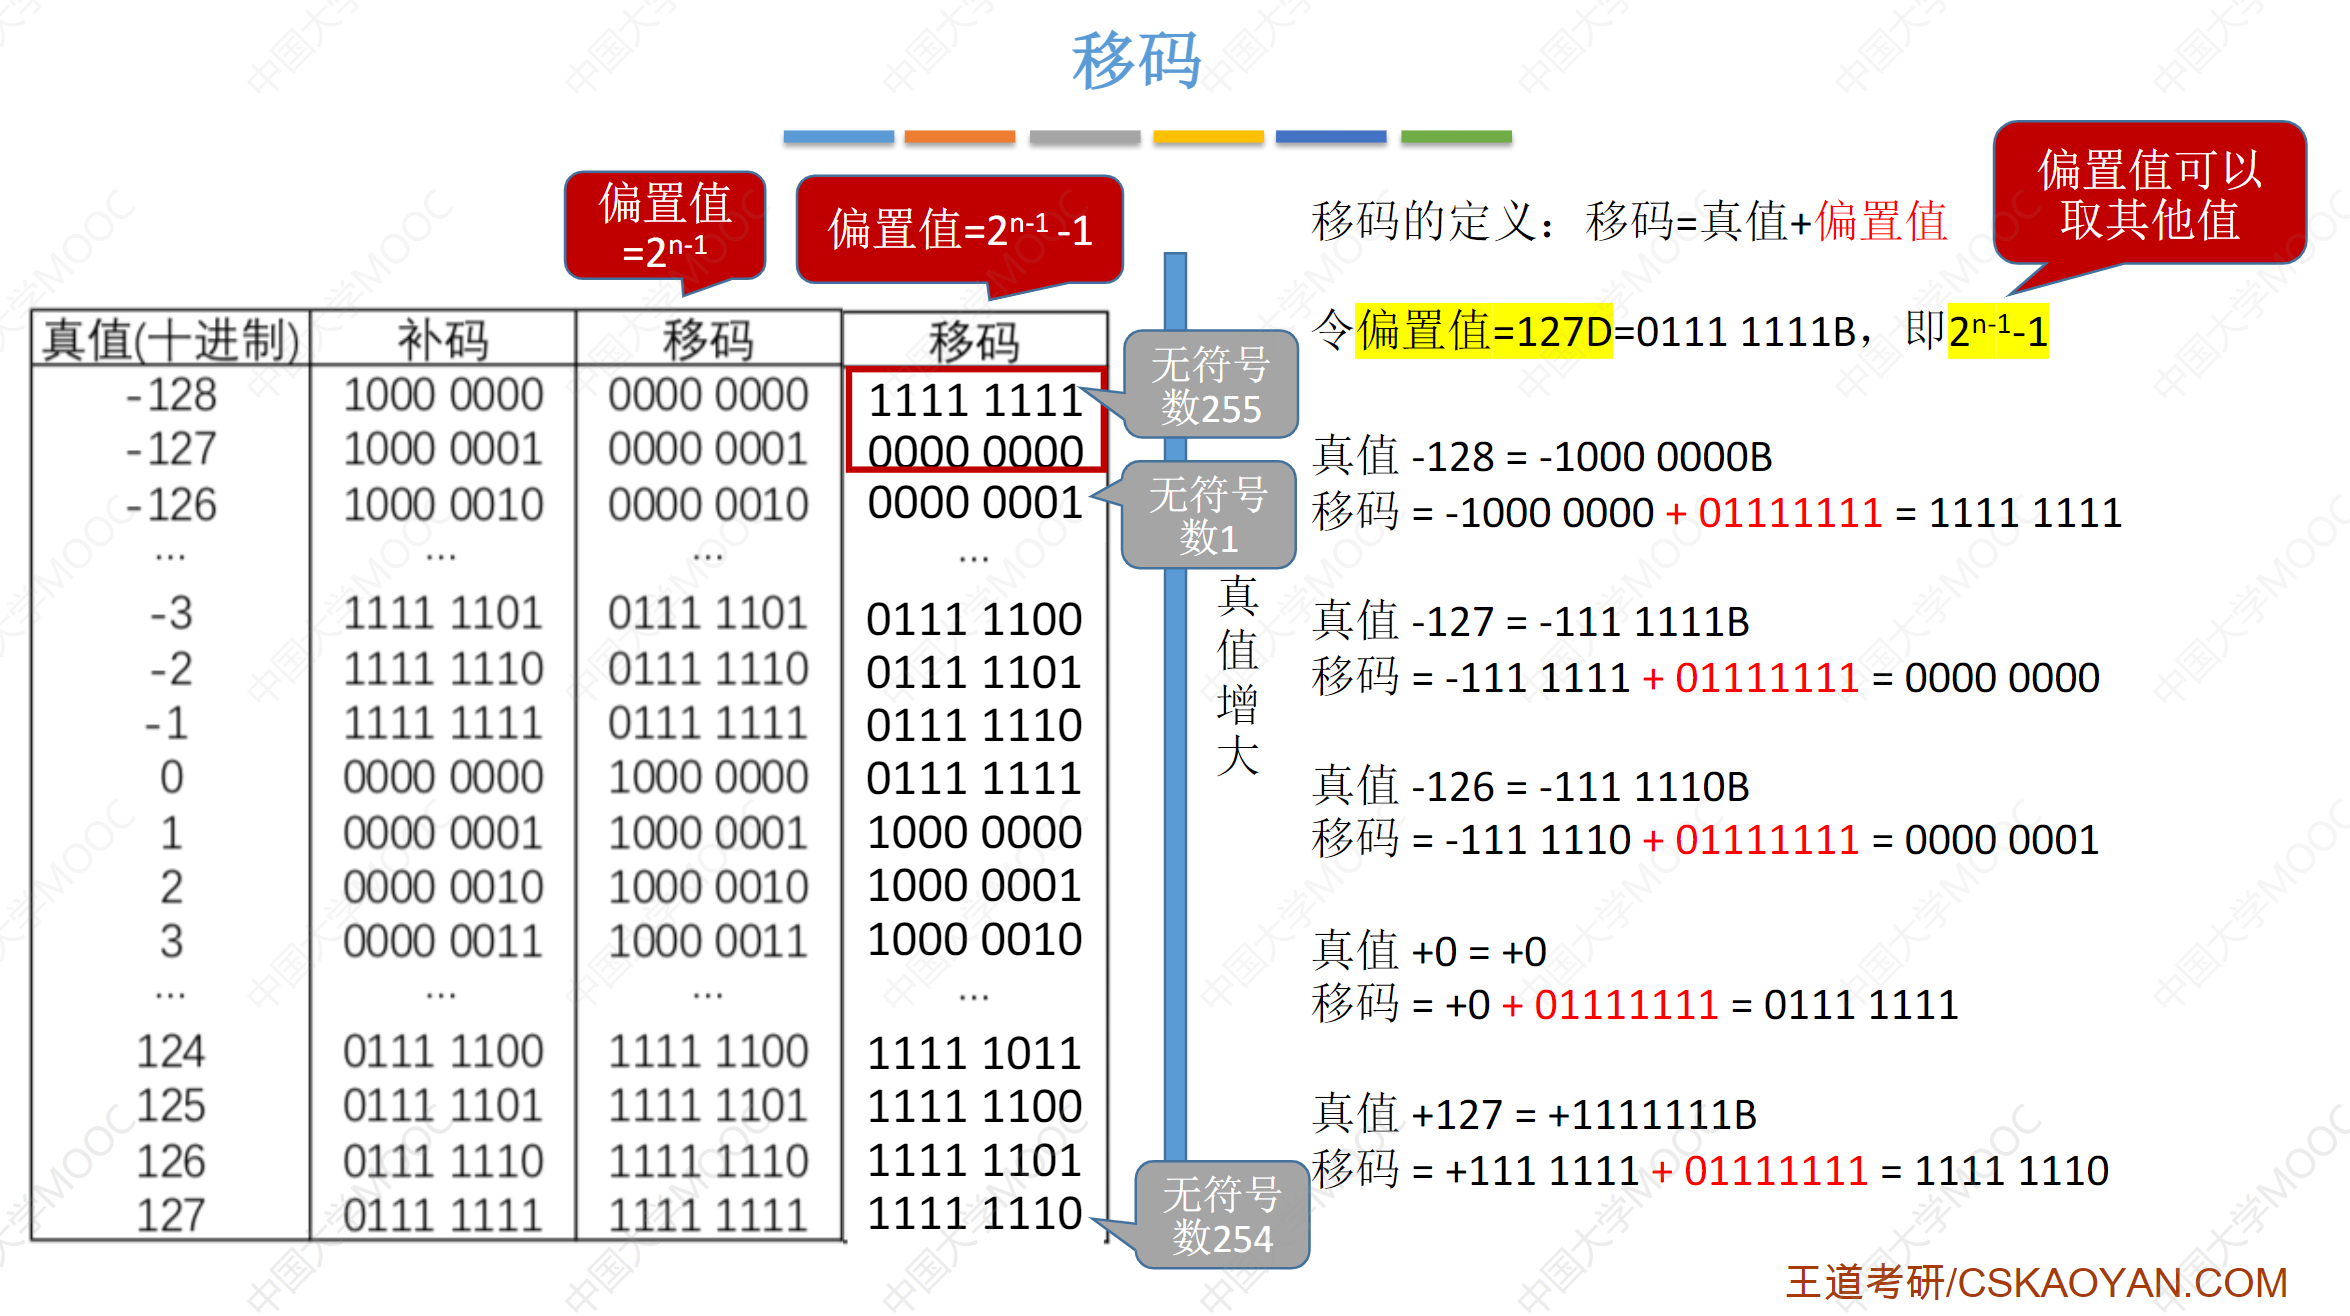 移码
偏置值
=2ⁿ⁻¹
偏置值=2ⁿ⁻¹ -1
真值(十进制) 补码 移码 移码
-128 1000 0000 0000 0000 1111 1111
-127 1000 0001 0000 0001 0000 0000
-126 1000 0010 0000 0010 0000 0001
... ... ... ...
-3 1111 1101 0111 1101 0111 1100
-2 1111 1110 0111 1110 0111 1101
-1 1111 1111 0111 1111 0111 1110
0 0000 0000 1000 0000 0111 1111
1 0000 0001 1000 0001 1000 0000
2 0000 0010 1000 0010 1000 0001
3 0000 0011 1000 0011 1000 0010
... ... ... ...
124 0111 1100 1111 1100 1111 1011
125 0111 1101 1111 1101 1111 1100
126 0111 1110 1111 1110 1111 1101
127 0111 1111 1111 1111 1111 1110
无符号
数255
无符号
数1
真
值
增
大
无符号
数254
移码的定义：移码=真值+偏置值
偏置值可以
取其他值
令偏置值=127D=0111 1111B，即2ⁿ⁻¹-1
真值 -128 = -1000 0000B
移码 = -1000 0000 + 01111111 = 1111 1111
真值 -127 = -111 1111B
移码 = -111 1111 + 01111111 = 0000 0000
真值 -126 = -111 1110B
移码 = -111 1110 + 01111111 = 0000 0001
真值 +0 = +0
移码 = +0 + 01111111 = 0111 1111
真值 +127 = +1111111B
移码 = +111 1111 + 01111111 = 1111 1110
王道考研/CSKAOYAN.COM
中国大学MOOC